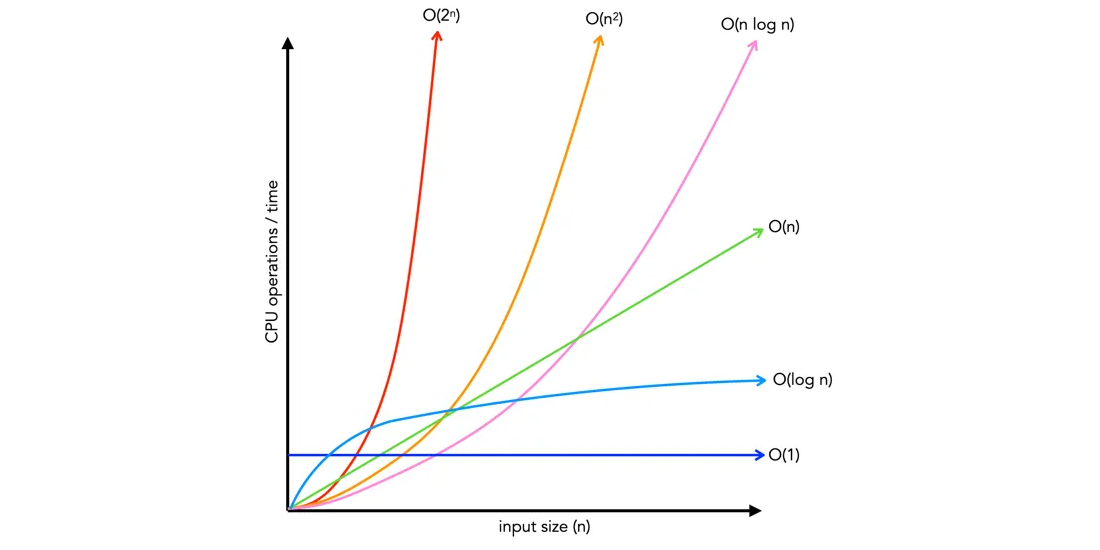 O(2ⁿ)
O(n²)
O(n log n)
O(n)
CPU operations / time
O(log n)
O(1)
input size (n)